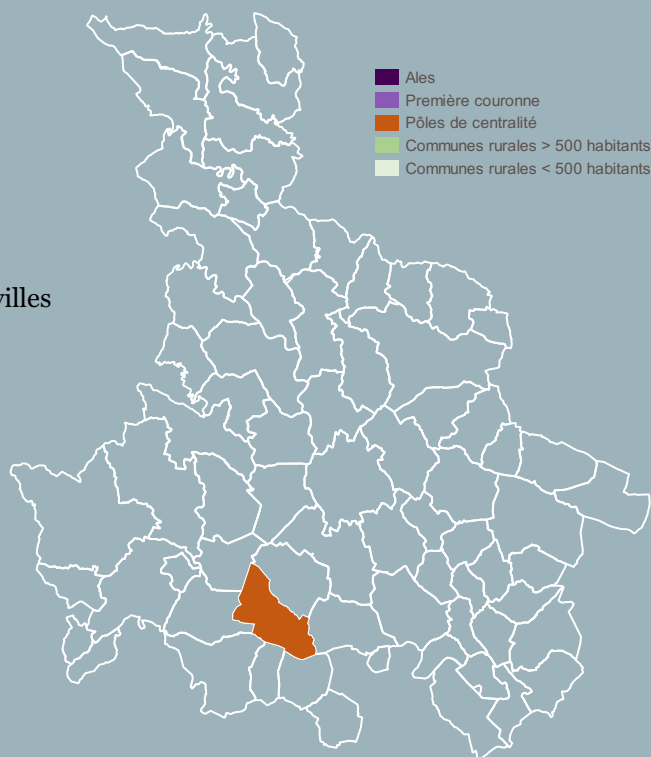 Ales
Première couronne
Pôles de centralité
Communes rurales > 500 habitants
Communes rurales < 500 habitants
villes